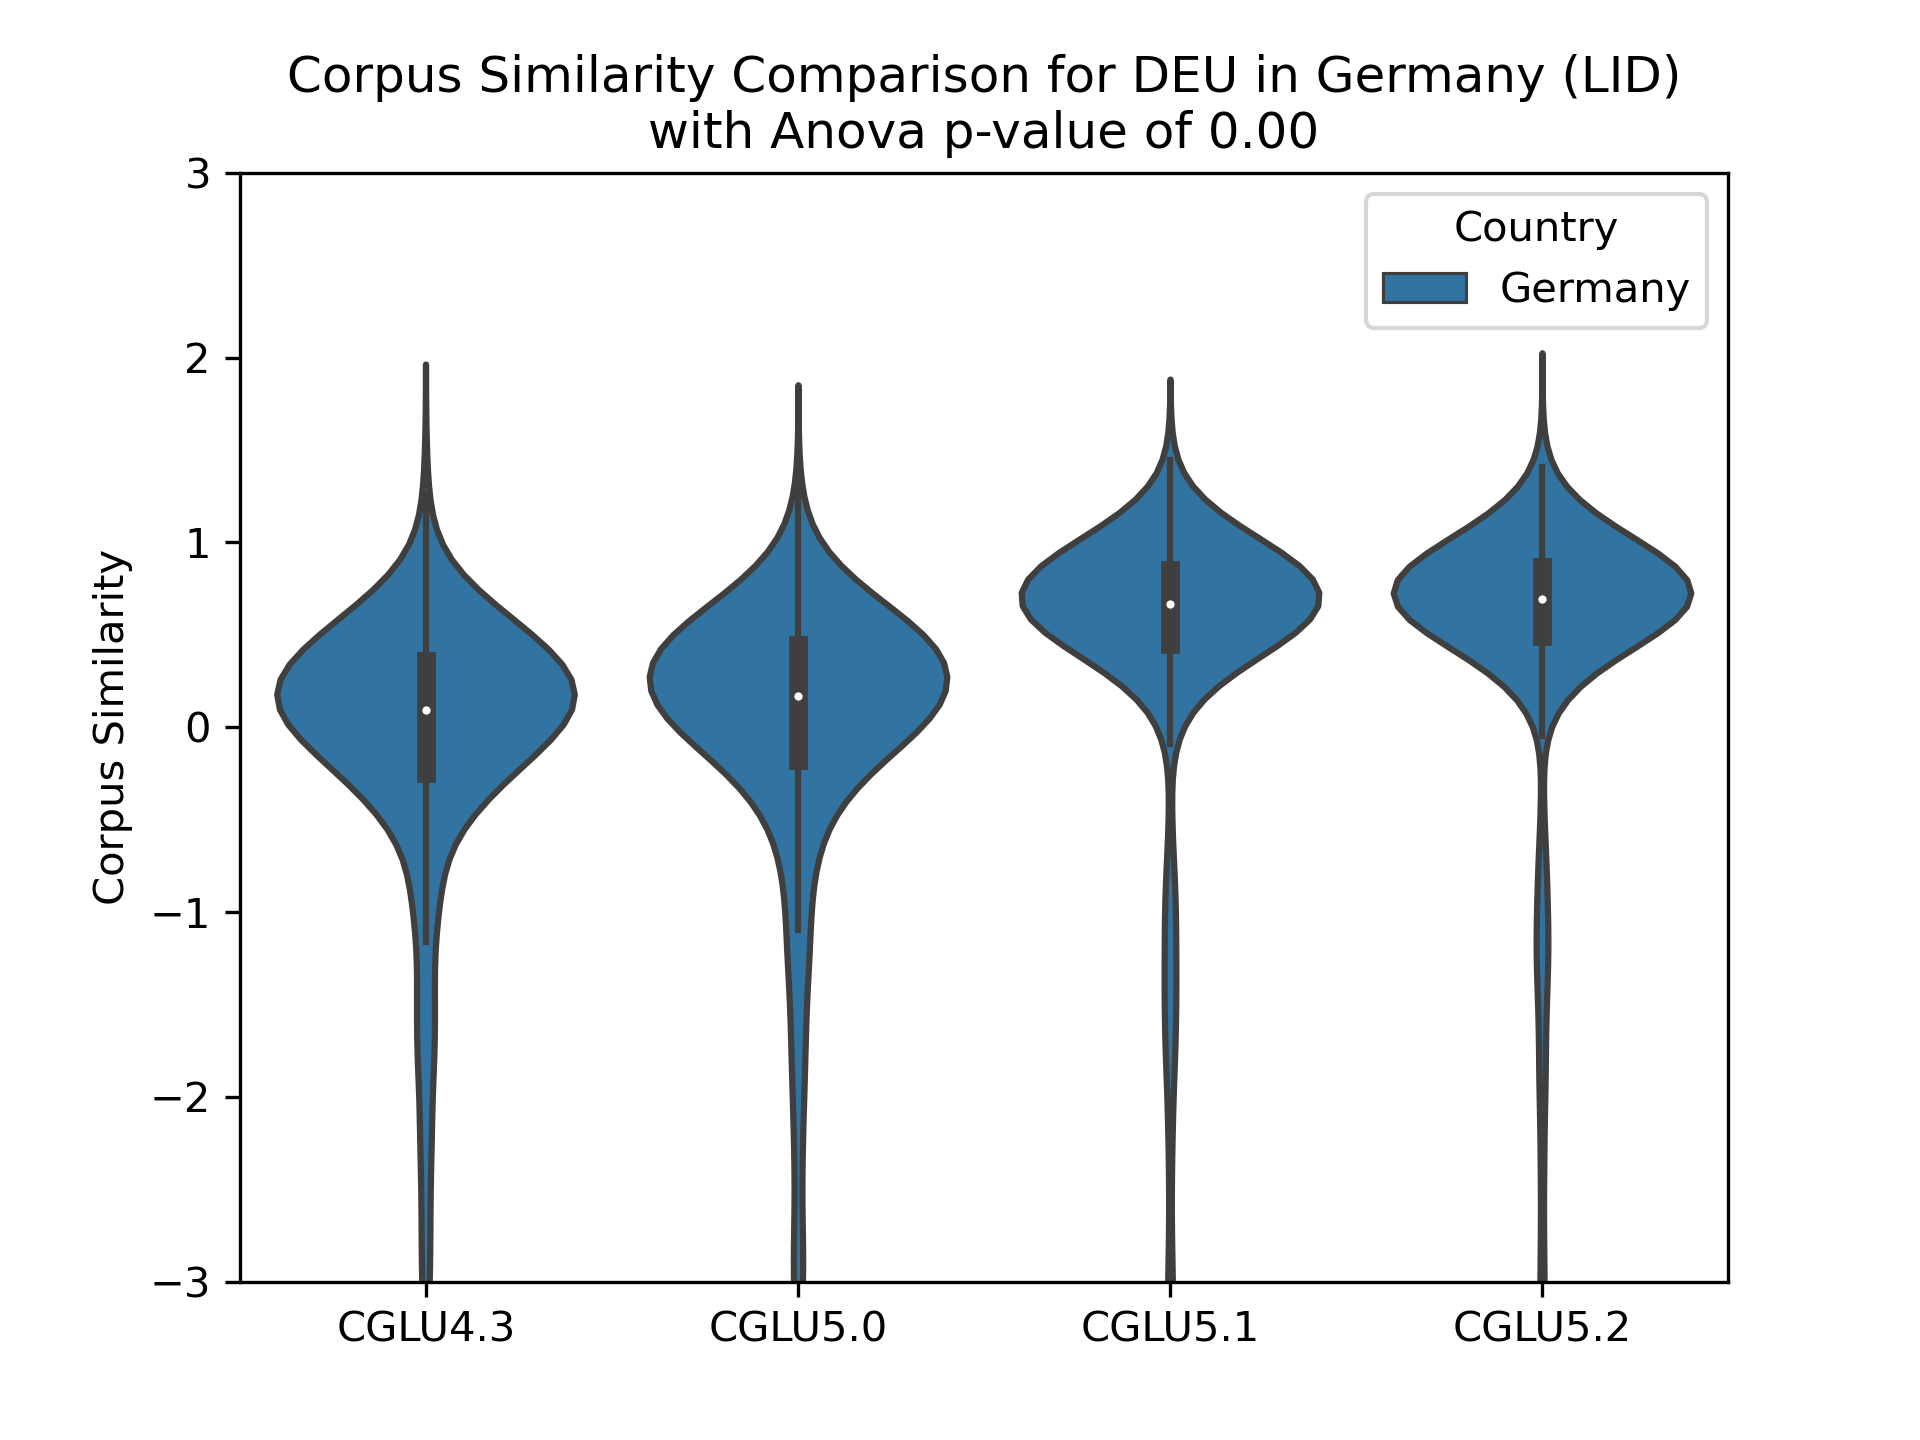 Corpus Similarity Comparison for DEU in Germany (LID)
with Anova p-value of 0.00
Country
Germany
Corpus Similarity
3
2
1
0
−1
−2
−3
CGLU4.3
CGLU5.0
CGLU5.1
CGLU5.2